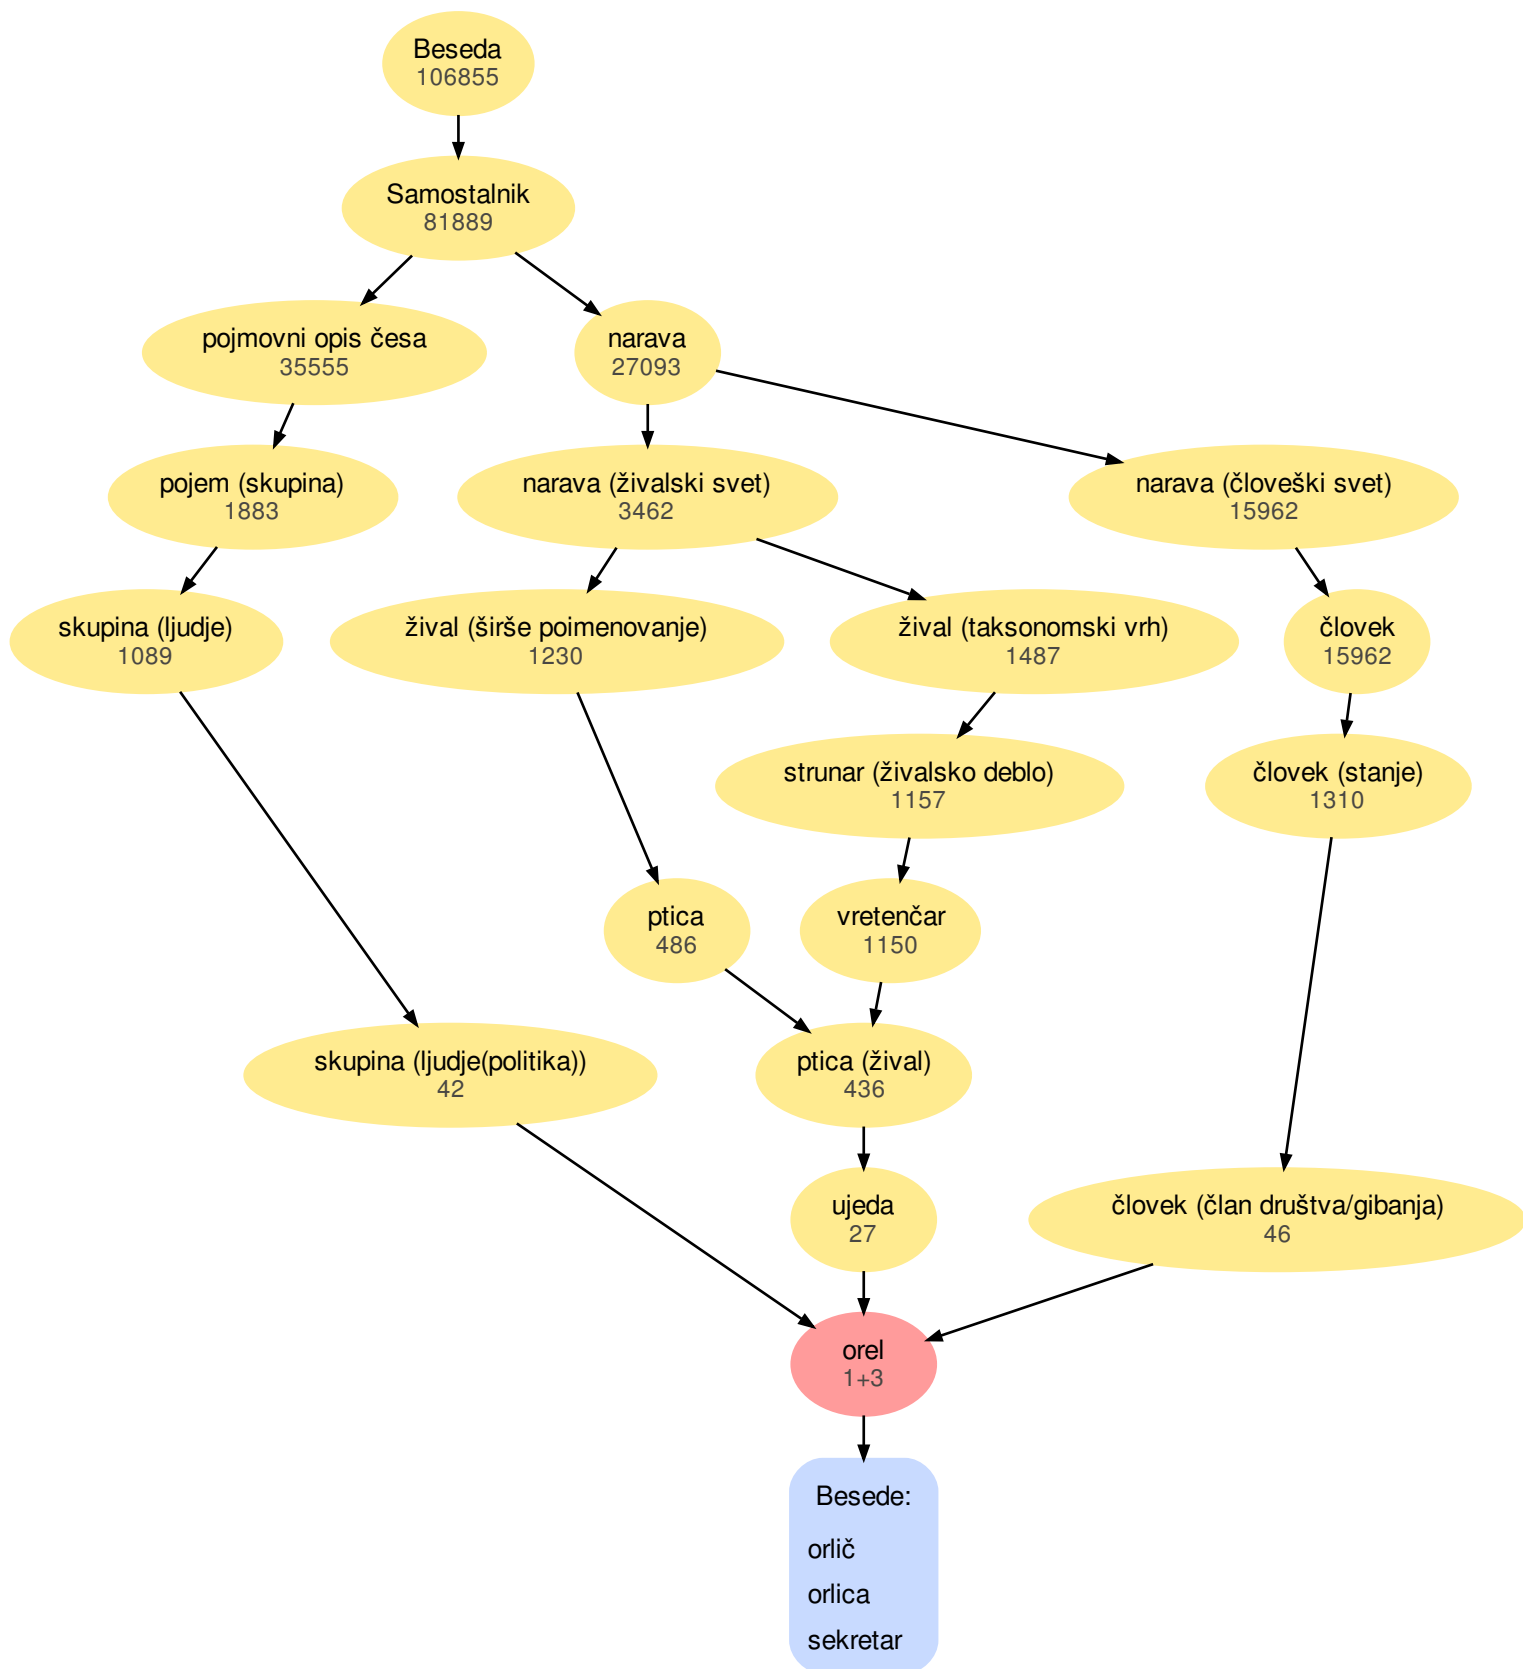 Beseda
106855
Samostalnik
81889
pojmovni opis česa
35555
narava
27093
pojem (skupina)
1883
narava (živalski svet)
3462
narava (človeški svet)
15962
skupina (ljudje)
1089
žival (širše poimenovanje)
1230
žival (taksonomski vrh)
1487
človek
15962
strunar (živalsko deblo)
1157
človek (stanje)
1310
ptica
486
vretenčar
1150
skupina (ljudje(politika))
42
ptica (žival)
436
ujeda
27
človek (član društva/gibanja)
46
orel
1+3
Besede:
orlič
orlica
sekretar